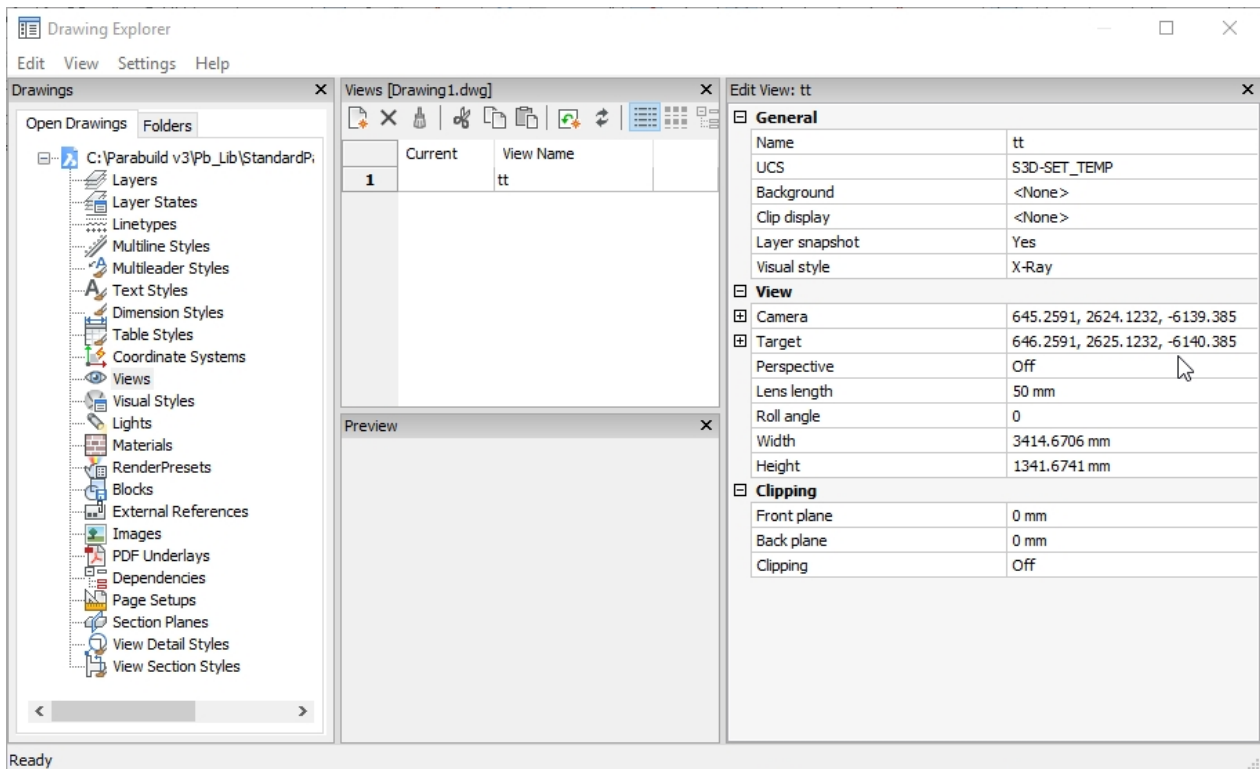 Drawing Explorer
Edit View Settings Help
Drawings
Open Drawings Folders
C:\Parabuild v3\Pb_Lib\StandardPa
Layers
Layer States
Linetypes
Multiline Styles
Multileader Styles
Text Styles
Dimension Styles
Table Styles
Coordinate Systems
Views
Visual Styles
Lights
Materials
RenderPresets
Blocks
External References
Images
PDF Underlays
Dependencies
Page Setups
Section Planes
View Detail Styles
View Section Styles
Views [Drawing1.dwg]
Current View Name
1 tt
Preview
Edit View: tt
General
Name tt
UCS S3D-SET_TEMP
Background <None>
Clip display <None>
Layer snapshot Yes
Visual style X-Ray
View
Camera 645.2591, 2624.1232, -6139.385
Target 646.2591, 2625.1232, -6140.385
Perspective Off
Lens length 50 mm
Roll angle 0
Width 3414.6706 mm
Height 1341.6741 mm
Clipping
Front plane 0 mm
Back plane 0 mm
Clipping Off
Ready